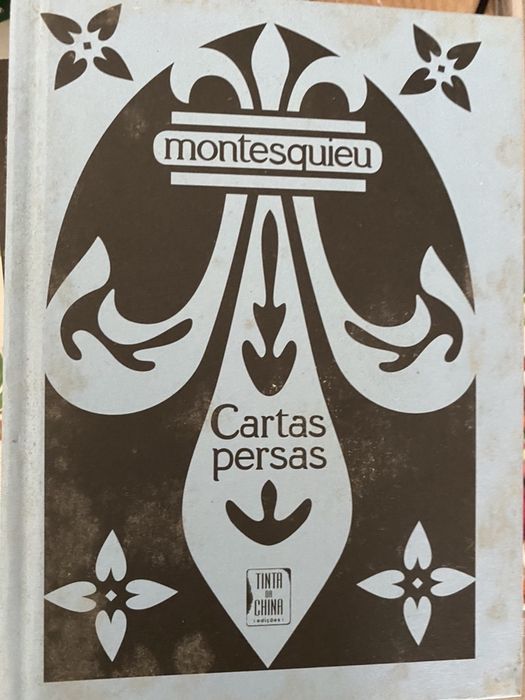 montesquieu
Cartas
persas
TINTA
DA
CHINA
edições